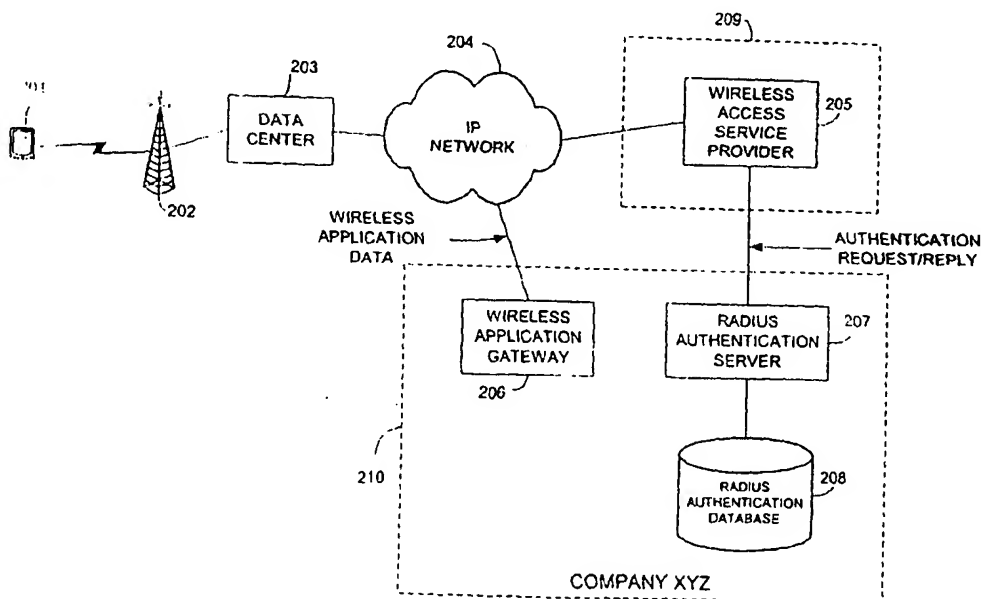 209
204
203
DATA
CENTER
IP
NETWORK
WIRELESS
ACCESS
SERVICE
PROVIDER
205
202
WIRELESS
APPLICATION
DATA
AUTHENTICATION
REQUEST/REPLY
WIRELESS
APPLICATION
GATEWAY
206
RADIUS
AUTHENTICATION
SERVER
207
210
RADIUS
AUTHENTICATION
DATABASE
208
COMPANY XYZ